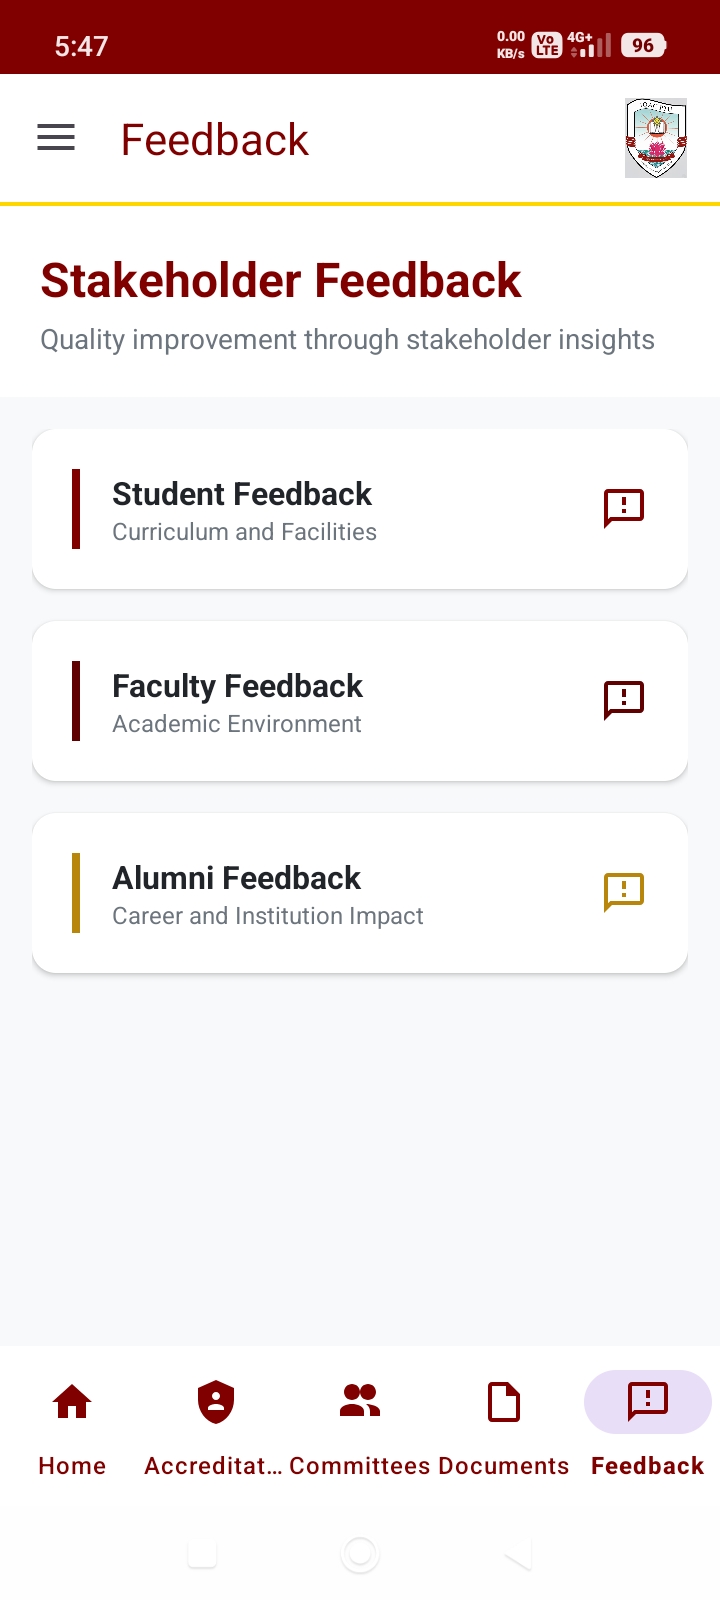 5:47
0.00 KB/s Vo LTE 4G+ 96
Feedback
Stakeholder Feedback
Quality improvement through stakeholder insights
Student Feedback
Curriculum and Facilities
Faculty Feedback
Academic Environment
Alumni Feedback
Career and Institution Impact
Home Accreditat... Committees Documents Feedback